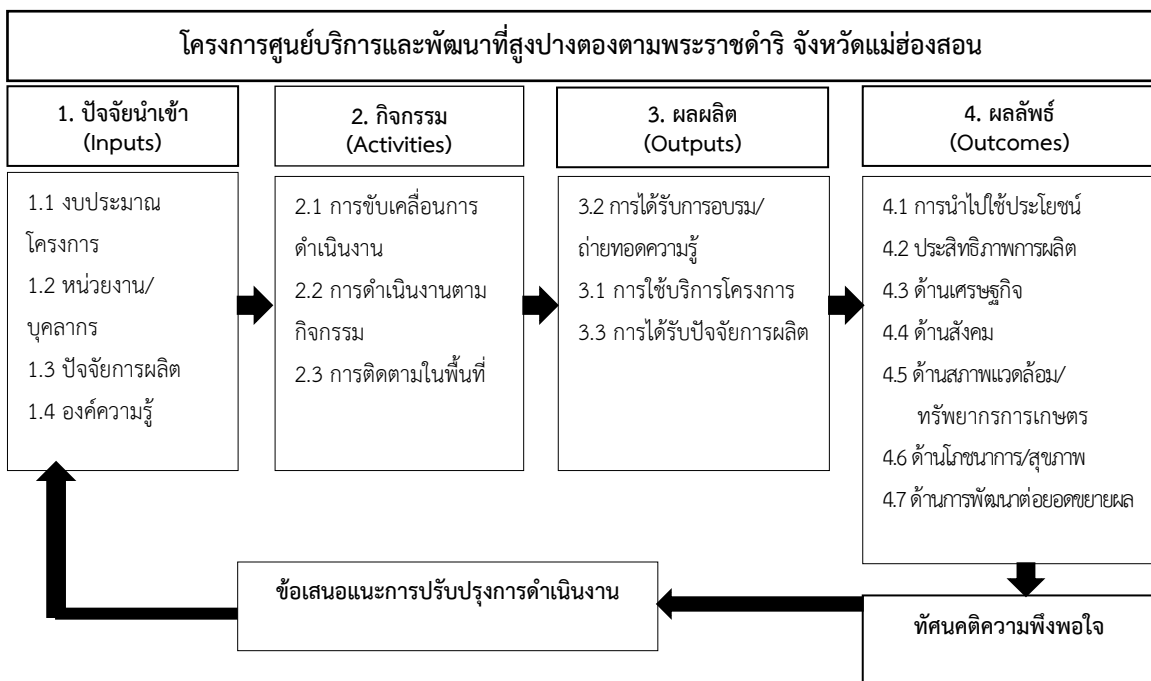 โครงการศูนย์บริการและพัฒนาที่สูงปางตองตามพระราชดำริ จังหวัดแม่ฮ่องสอน
1. ปัจจัยนำเข้า
(Inputs)
1.1 งบประมาณ
โครงการ
1.2 หน่วยงาน/
บุคลากร
1.3 ปัจจัยการผลิต
1.4 องค์ความรู้
2. กิจกรรม
(Activities)
2.1 การขับเคลื่อนการ
ดำเนินงาน
2.2 การดำเนินงานตาม
กิจกรรม
2.3 การติดตามในพื้นที่
3. ผลผลิต
(Outputs)
3.2 การได้รับการอบรม/
ถ่ายทอดความรู้
3.1 การใช้บริการโครงการ
3.3 การได้รับปัจจัยการผลิต
4. ผลลัพธ์
(Outcomes)
4.1 การนำไปใช้ประโยชน์
4.2 ประสิทธิภาพการผลิต
4.3 ด้านเศรษฐกิจ
4.4 ด้านสังคม
4.5 ด้านสภาพแวดล้อม/
ทรัพยากรการเกษตร
4.6 ด้านโภชนาการ/สุขภาพ
4.7 ด้านการพัฒนาต่อยอดขยายผล
ทัศนคติความพึงพอใจ
ข้อเสนอแนะการปรับปรุงการดำเนินงาน